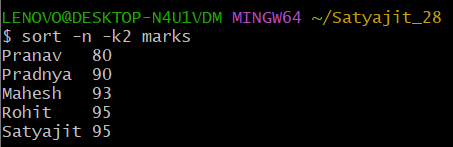 LENOVO@DESKTOP-N4U1VDM MINGW64 ~/Satyajit_28
$ sort -n -k2 marks
Pranav   80
Pradnya  90
Mahesh   93
Rohit    95
Satyajit 95